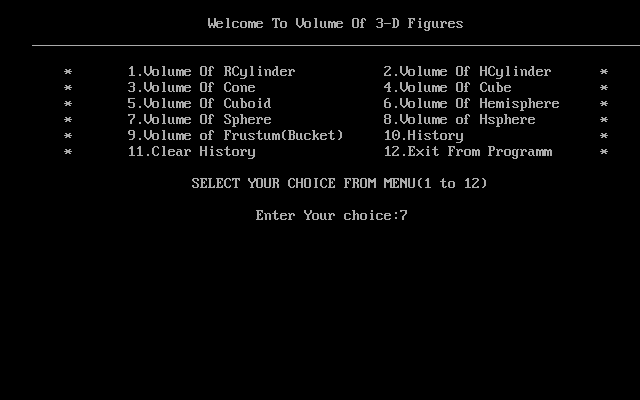 Welcome To Volume Of 3-D Figures
* 1.Volume Of RCylinder 2.Volume Of HCylinder *
* 3.Volume Of Cone 4.Volume Of Cube *
* 5.Volume Of Cuboid 6.Volume Of Hemisphere *
* 7.Volume Of Sphere 8.Volume of Hsphere *
* 9.Volume of Frustum(Bucket) 10.History *
* 11.Clear History 12.Exit From Programm *
SELECT YOUR CHOICE FROM MENU(1 to 12)
Enter Your choice:7